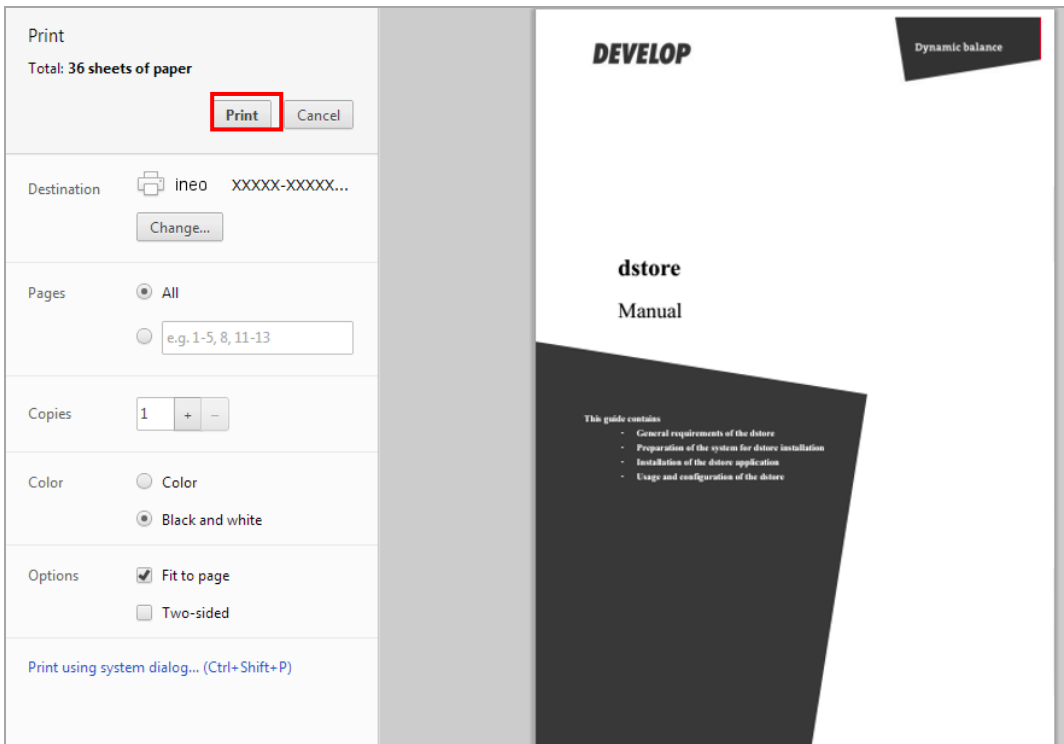 Print
Total: 36 sheets of paper
Print Cancel
Destination ineo XXXXX-XXXXX...
Change...
Pages All
e.g. 1-5, 8, 11-13
Copies 1 + –
Color Color
Black and white
Options Fit to page
Two-sided
Print using system dialog... (Ctrl+Shift+P)
DEVELOP
Dynamic balance
dstore
Manual
This guide contains
- General requirements of the dstore
- Preparation of the system for dstore installation
- Installation of the dstore application
- Usage and configuration of the dstore